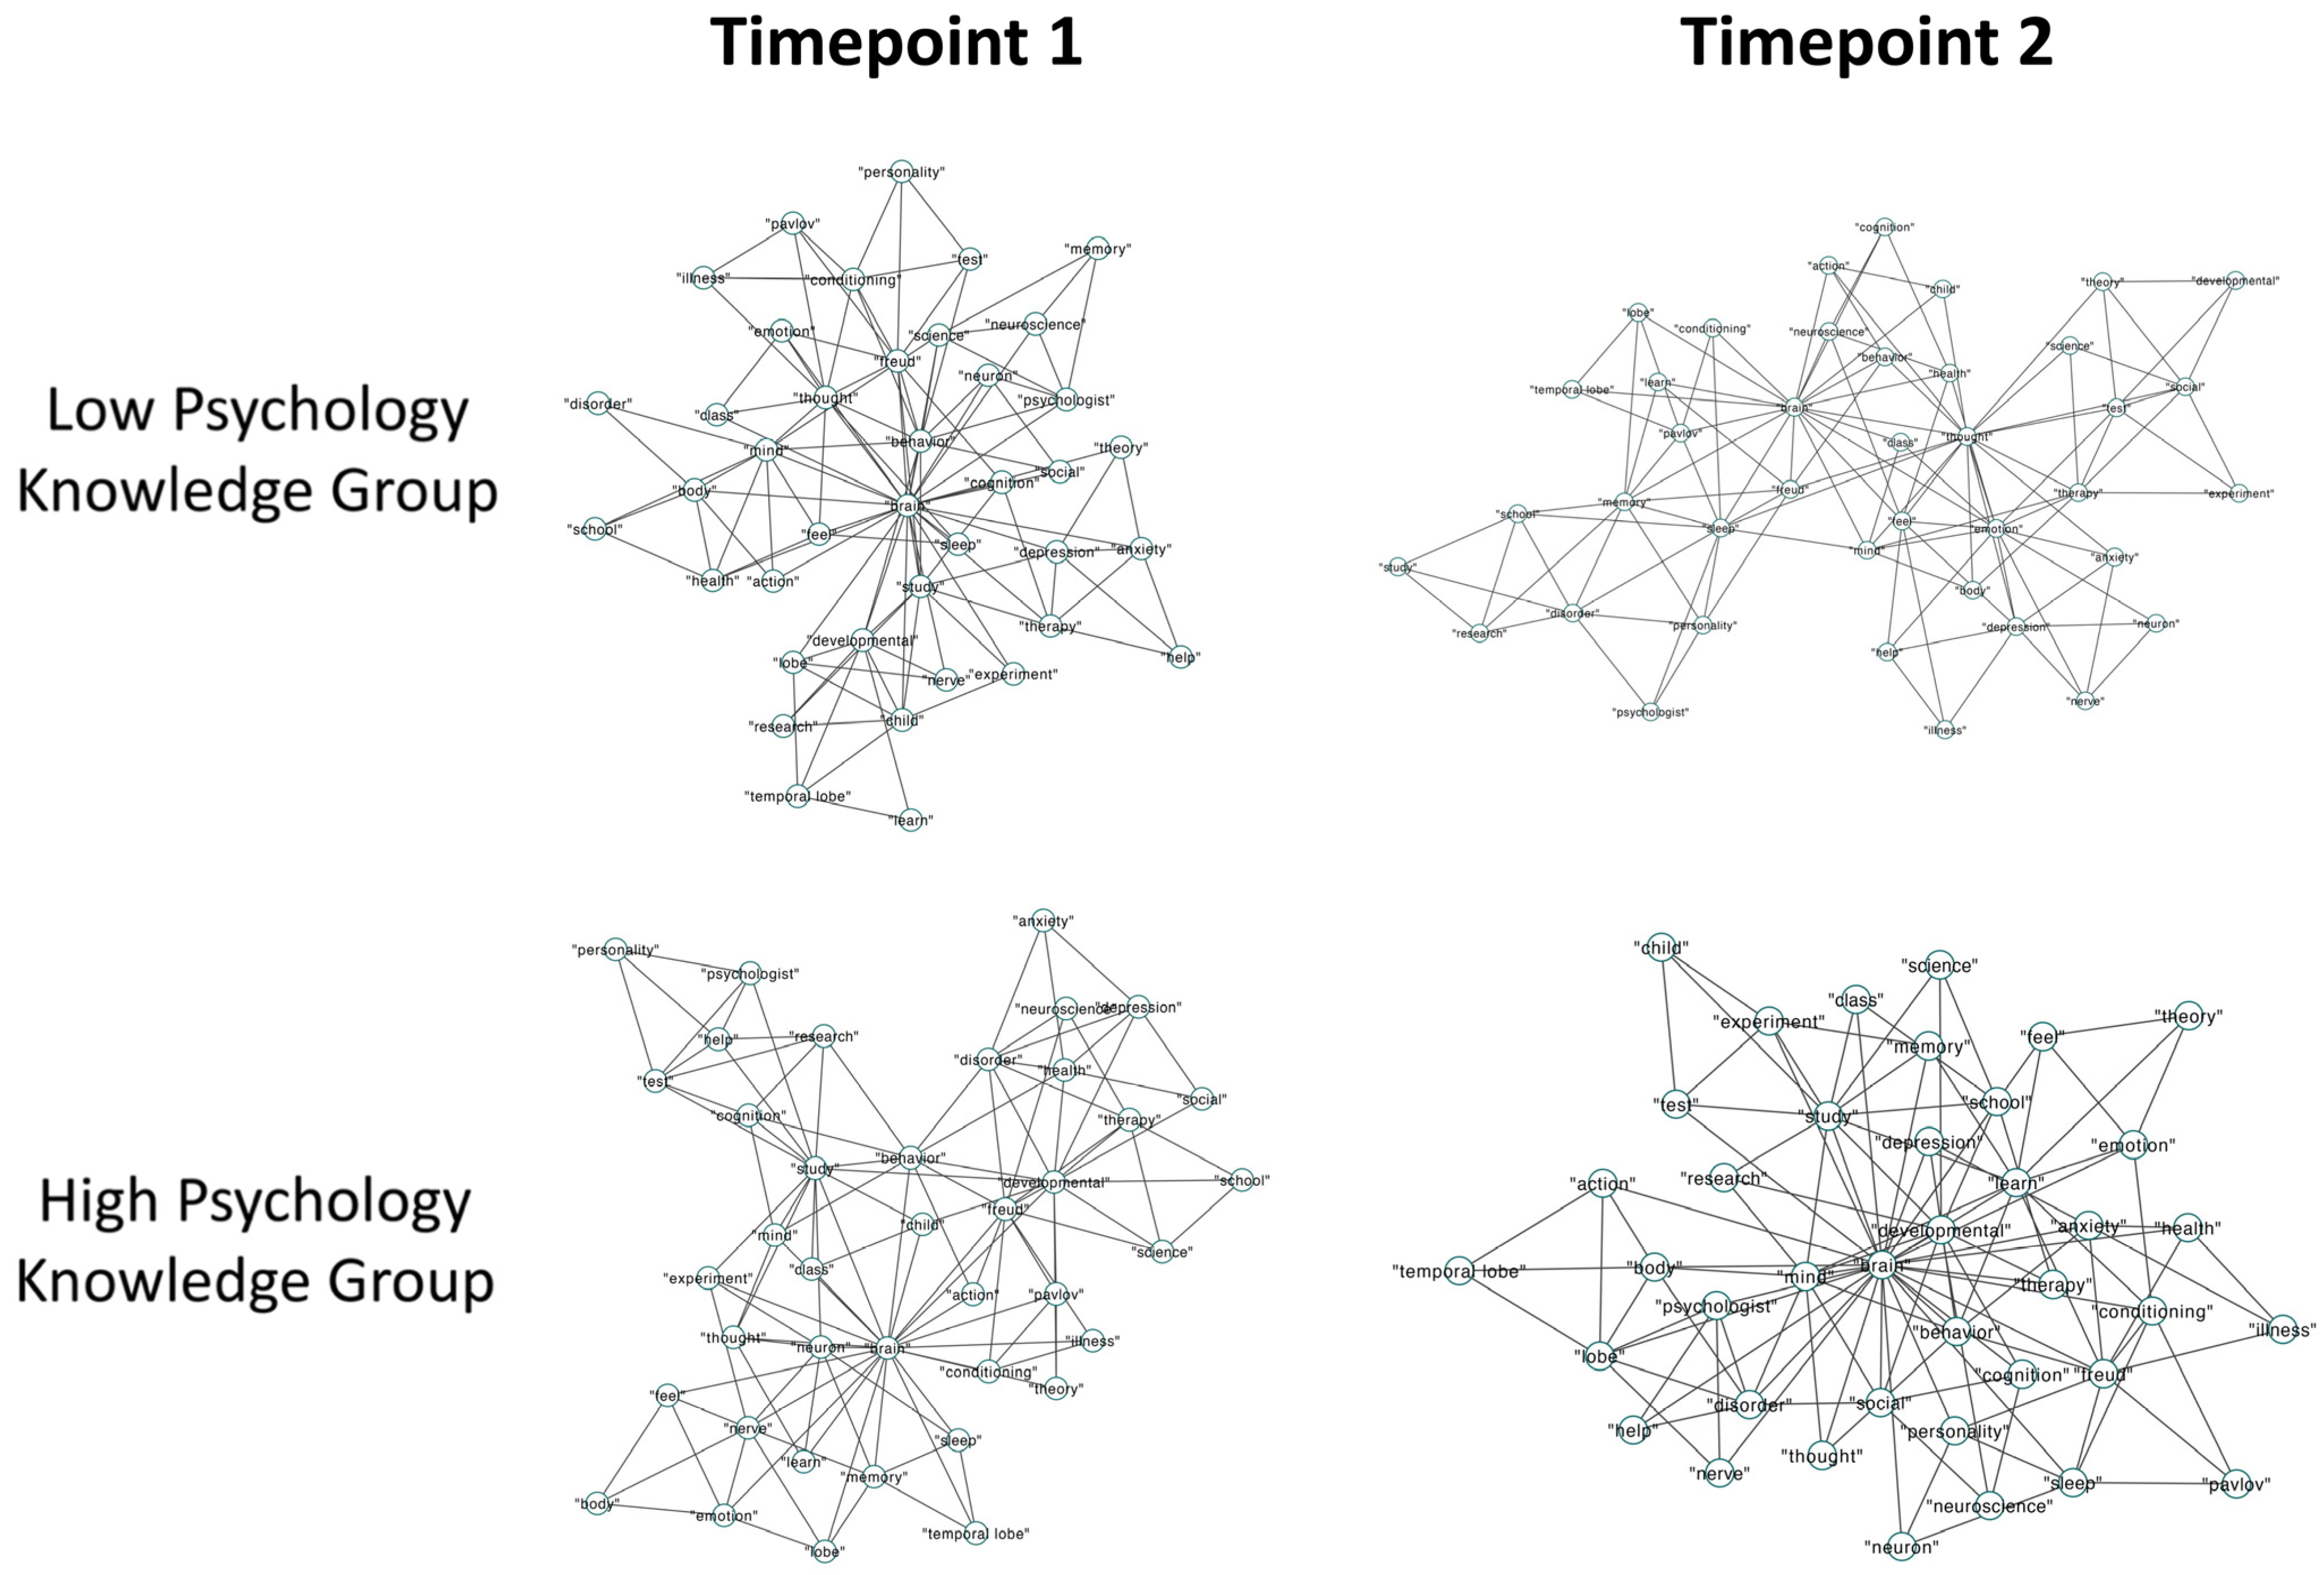 Timepoint 1
Timepoint 2
Low Psychology
Knowledge Group
"personality"
"pavlov"
"memory"
"test"
"illness"
"conditioning"
"emotion"
"science"
"neuroscience"
"freud"
"neuron"
"disorder"
"class"
"thought"
"psychologist"
"mind"
"behavior"
"theory"
"social"
"body"
"cognition"
"brain"
"school"
"feel"
"sleep"
"depression"
"anxiety"
"health"
"action"
"study"
"therapy"
"developmental"
"lobe"
"help"
"nerve"
"experiment"
"research"
"child"
"temporal lobe"
"learn"
"cognition"
"action"
"child"
"theory"
"developmental"
"lobe"
"conditioning"
"neuroscience"
"science"
"behavior"
"health"
"temporal lobe"
"learn"
"social"
"brain"
"test"
"pavlov"
"class"
"thought"
"freud"
"therapy"
"experiment"
"memory"
"school"
"sleep"
"feel"
"emotion"
"mind"
"anxiety"
"study"
"body"
"disorder"
"personality"
"research"
"depression"
"neuron"
"help"
"nerve"
"psychologist"
"illness"
High Psychology
Knowledge Group
"anxiety"
"personality"
"psychologist"
"neuroscience"
"depression"
"help"
"research"
"disorder"
"health"
"test"
"social"
"cognition"
"therapy"
"study"
"behavior"
"developmental"
"school"
"freud"
"child"
"mind"
"science"
"class"
"experiment"
"action"
"pavlov"
"thought"
"neuron"
"brain"
"illness"
"conditioning"
"theory"
"feel"
"nerve"
"sleep"
"learn"
"memory"
"body"
"emotion"
"temporal lobe"
"lobe"
"child"
"science"
"class"
"experiment"
"theory"
"feel"
"memory"
"test"
"study"
"school"
"depression"
"emotion"
"research"
"action"
"learn"
"developmental"
"anxiety"
"health"
"temporal lobe"
"body"
"mind"
"brain"
"therapy"
"psychologist"
"conditioning"
"behavior"
"illness"
"lobe"
"cognition"
"freud"
"disorder"
"social"
"help"
"personality"
"thought"
"nerve"
"sleep"
"pavlov"
"neuroscience"
"neuron"